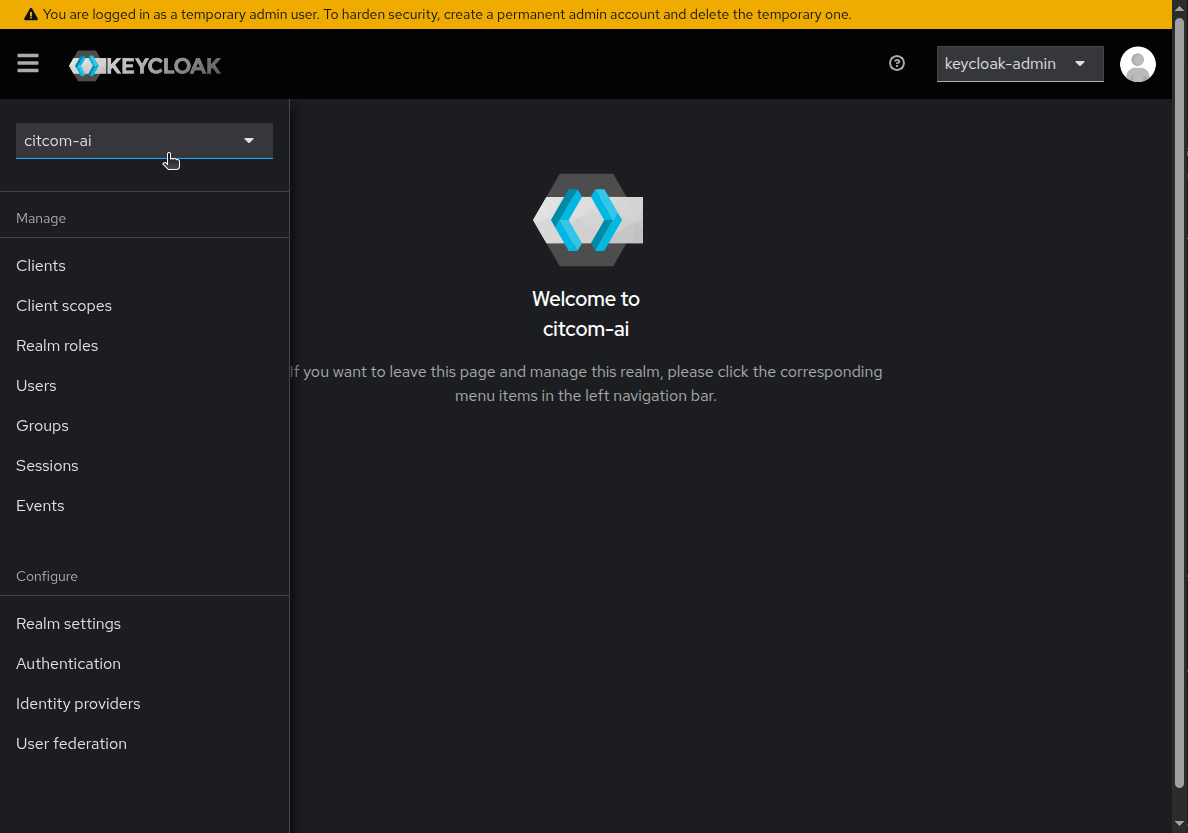 You are logged in as a temporary admin user. To harden security, create a permanent admin account and delete the temporary one.
KEYCLOAK
keycloak-admin
citcom-ai
Manage
Clients
Client scopes
Realm roles
Users
Groups
Sessions
Events
Configure
Realm settings
Authentication
Identity providers
User federation
Welcome to
citcom-ai
If you want to leave this page and manage this realm, please click the corresponding
menu items in the left navigation bar.